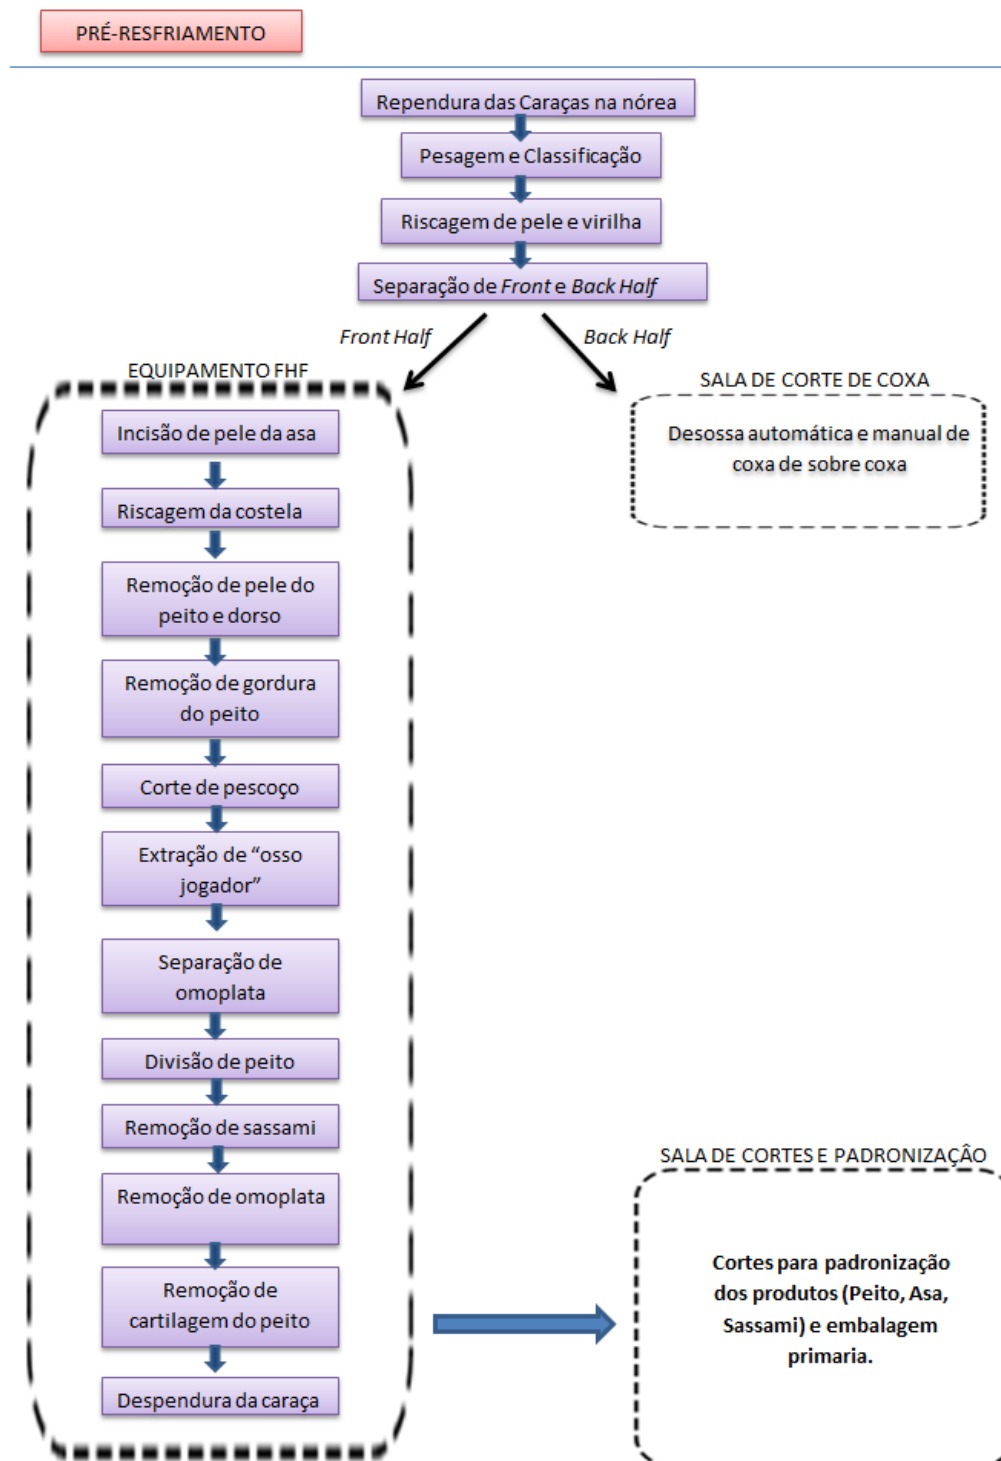 PRÉ-RESFRIAMENTO
Rependura das Caraças na nórea
Pesagem e Classificação
Riscagem de pele e virilha
Separação de Front e Back Half
Front Half
Back Half
EQUIPAMENTO FHF
Incisão de pele da asa
Riscagem da costela
Remoção de pele do
peito e dorso
Remoção de gordura
do peito
Corte de pescoço
Extração de “osso
jogador”
Separação de
omoplata
Divisão de peito
Remoção de sassami
Remoção de omoplata
Remoção de
cartilagem do peito
Despendura da caraça
SALA DE CORTE DE COXA
Desossa automática e manual de
coxa de sobre coxa
SALA DE CORTES E PADRONIZAÇÂO
Cortes para padronização
dos produtos (Peito, Asa,
Sassami) e embalagem
primaria.